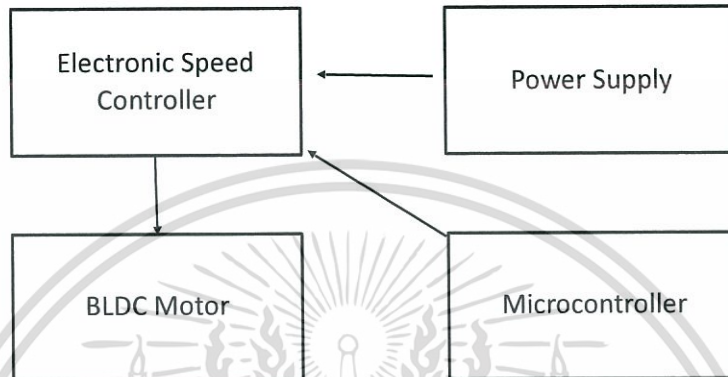 Electronic Speed
Controller
Power Supply
BLDC Motor
Microcontroller